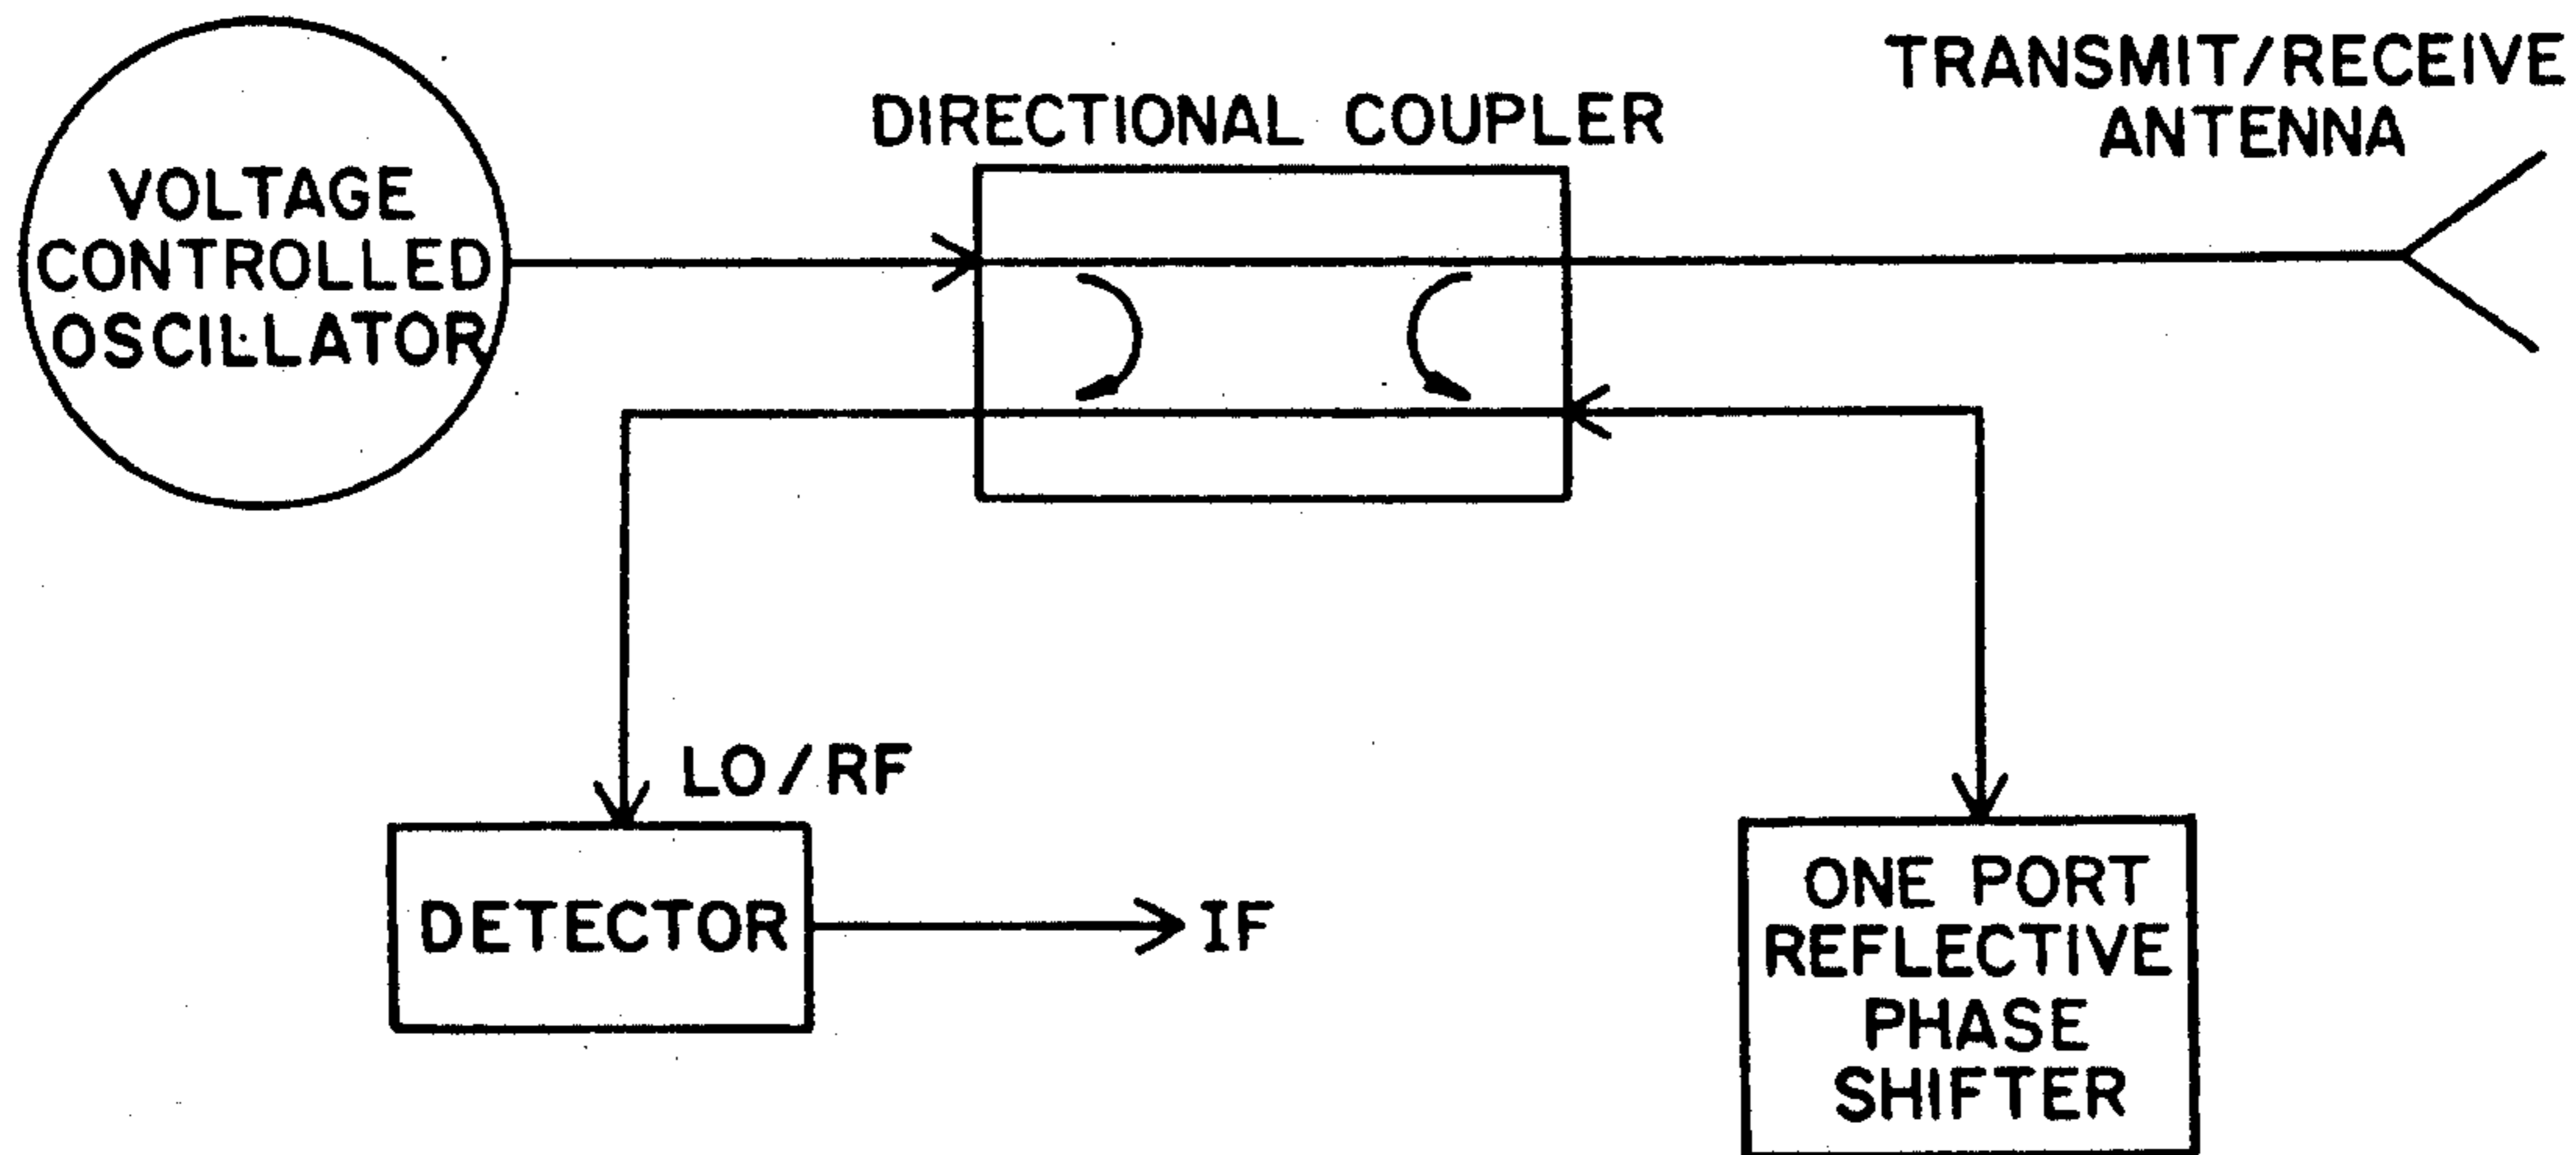 TRANSMIT/RECEIVE
ANTENNA
DIRECTIONAL COUPLER
VOLTAGE
CONTROLLED
OSCILLATOR
LO/RF
DETECTOR
IF
ONE PORT
REFLECTIVE
PHASE
SHIFTER